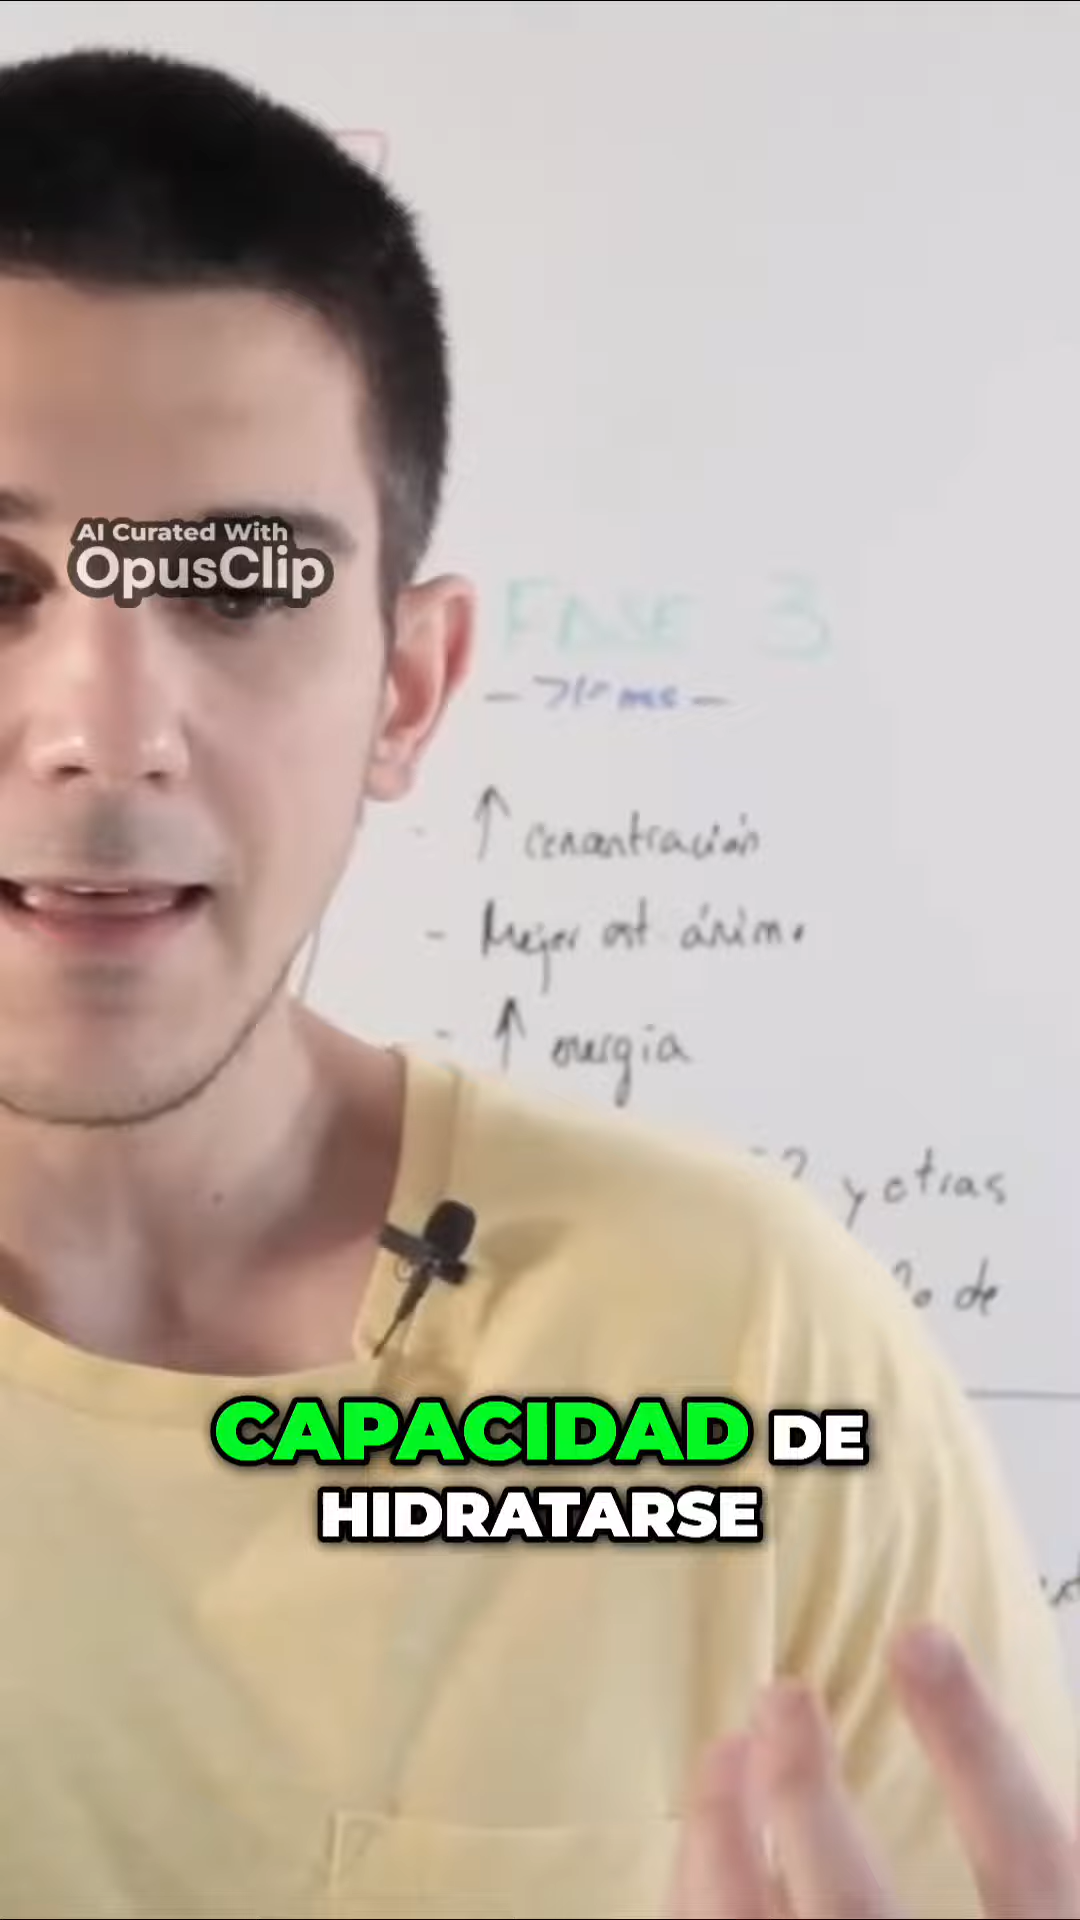 AI Curated With
OpusClip
FASE 3
↑ concentración
- Mejor est. ánimo
- ↑ energía
y otras
% de
CAPACIDAD DE
HIDRATARSE